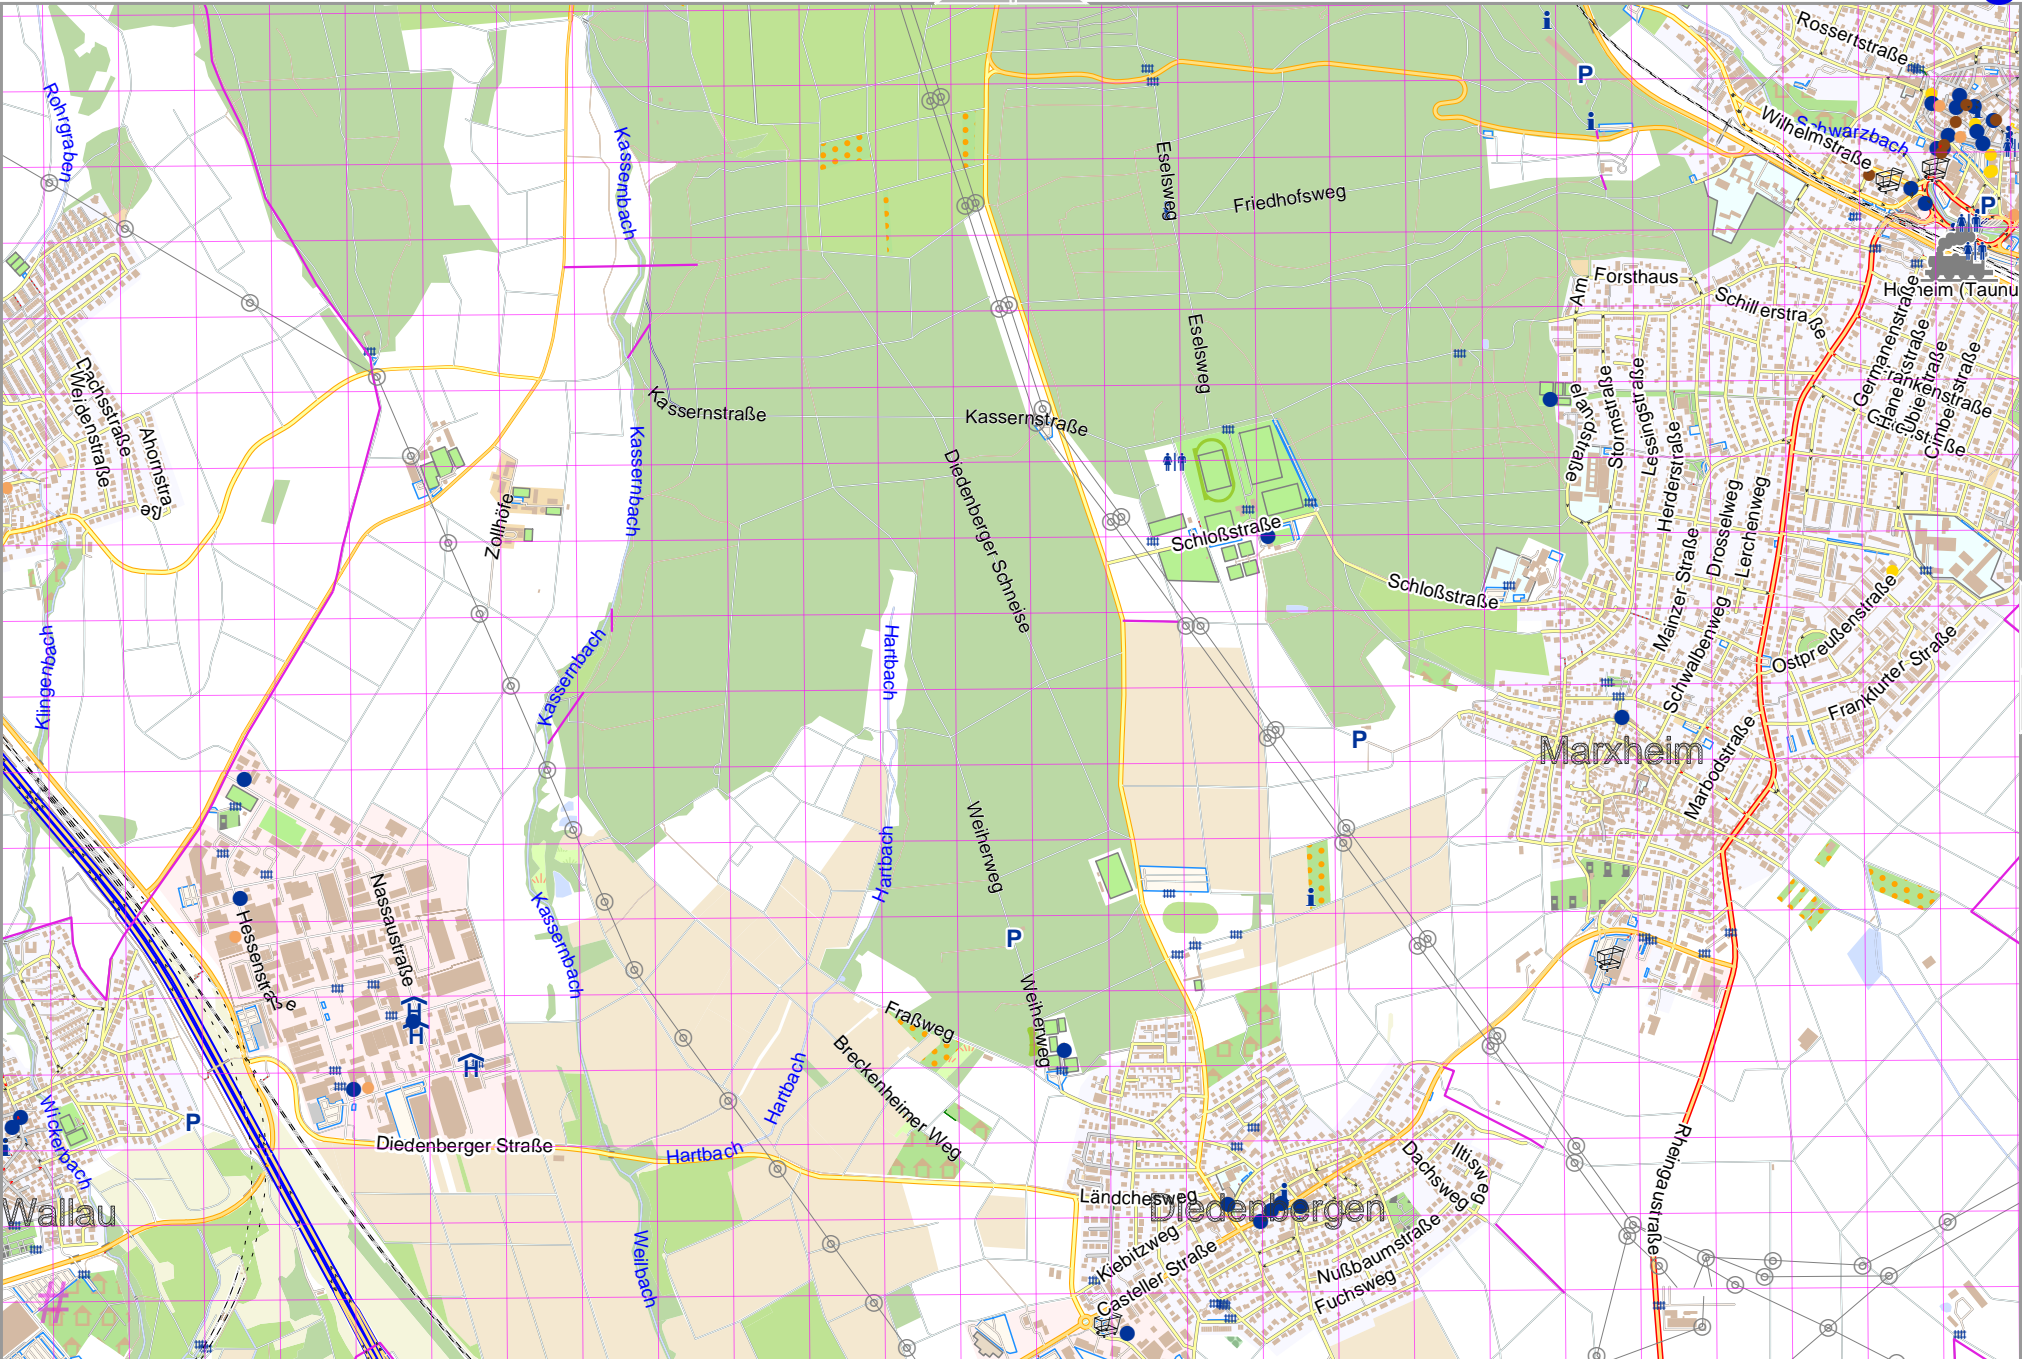 i
Rossertstraße
P
Rohrgraben
Kassernbach
Eselsweg
Friedhofsweg
i
Wilhelmstraße
Schwarzbach
P
Hofheim (Taunus
Am Forsthaus
Schillerstraße
Germanenstraße
Frankenstraße
Eselsweg
Dachsstraße
Weidenstraße
Ahornstraße
Kassernstraße
Kassernstraße
Kassernbach
Diedenberger Schneise
Zollhöfe
Schloßstraße
Schloßstraße
Uhlandstraße
Stormstraße
Lessingstraße
Herderstraße
Drosselweg
Lerchenweg
Mainzer Straße
Schwalbenweg
Ostpreußenstraße
Frankfurter Straße
Klingenbach
Kassernbach
Hartbach
P
Marxheim
Marbodstraße
Weiherweg
Hartbach
i
Nassaustraße
Hessenstraße
Kassernbach
P
H
H
H
Weiherweg
Fraßweg
Breckenheimer Weg
Hartbach
Wickerbach
P
i
Diedenberger Straße
Hartbach
Wallau
Weilbach
Ländchesweg
i
Diedenbergen
Dachsweg
Iltisweg
Kiebitzweg
Casteller Straße
Nußbaumstraße
Fuchsweg
Rheingaustraße
#